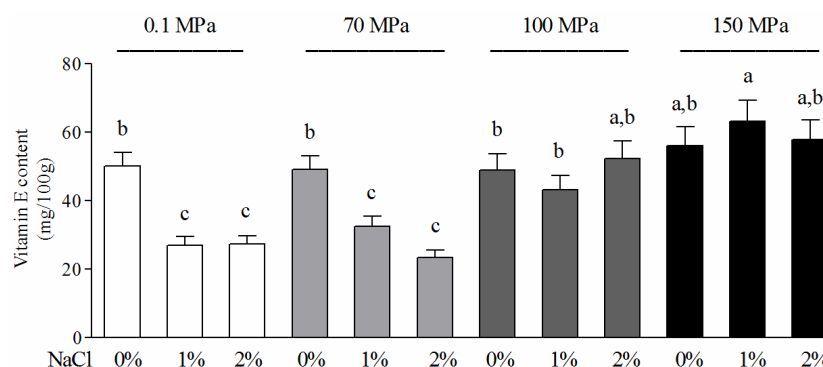 0.1 MPa 70 MPa 100 MPa 150 MPa
Vitamin E content
(mg/100g)
80
60
40
20
0
b c c b c c b b a,b a,b a a,b
NaCl 0% 1% 2% 0% 1% 2% 0% 1% 2% 0% 1% 2%